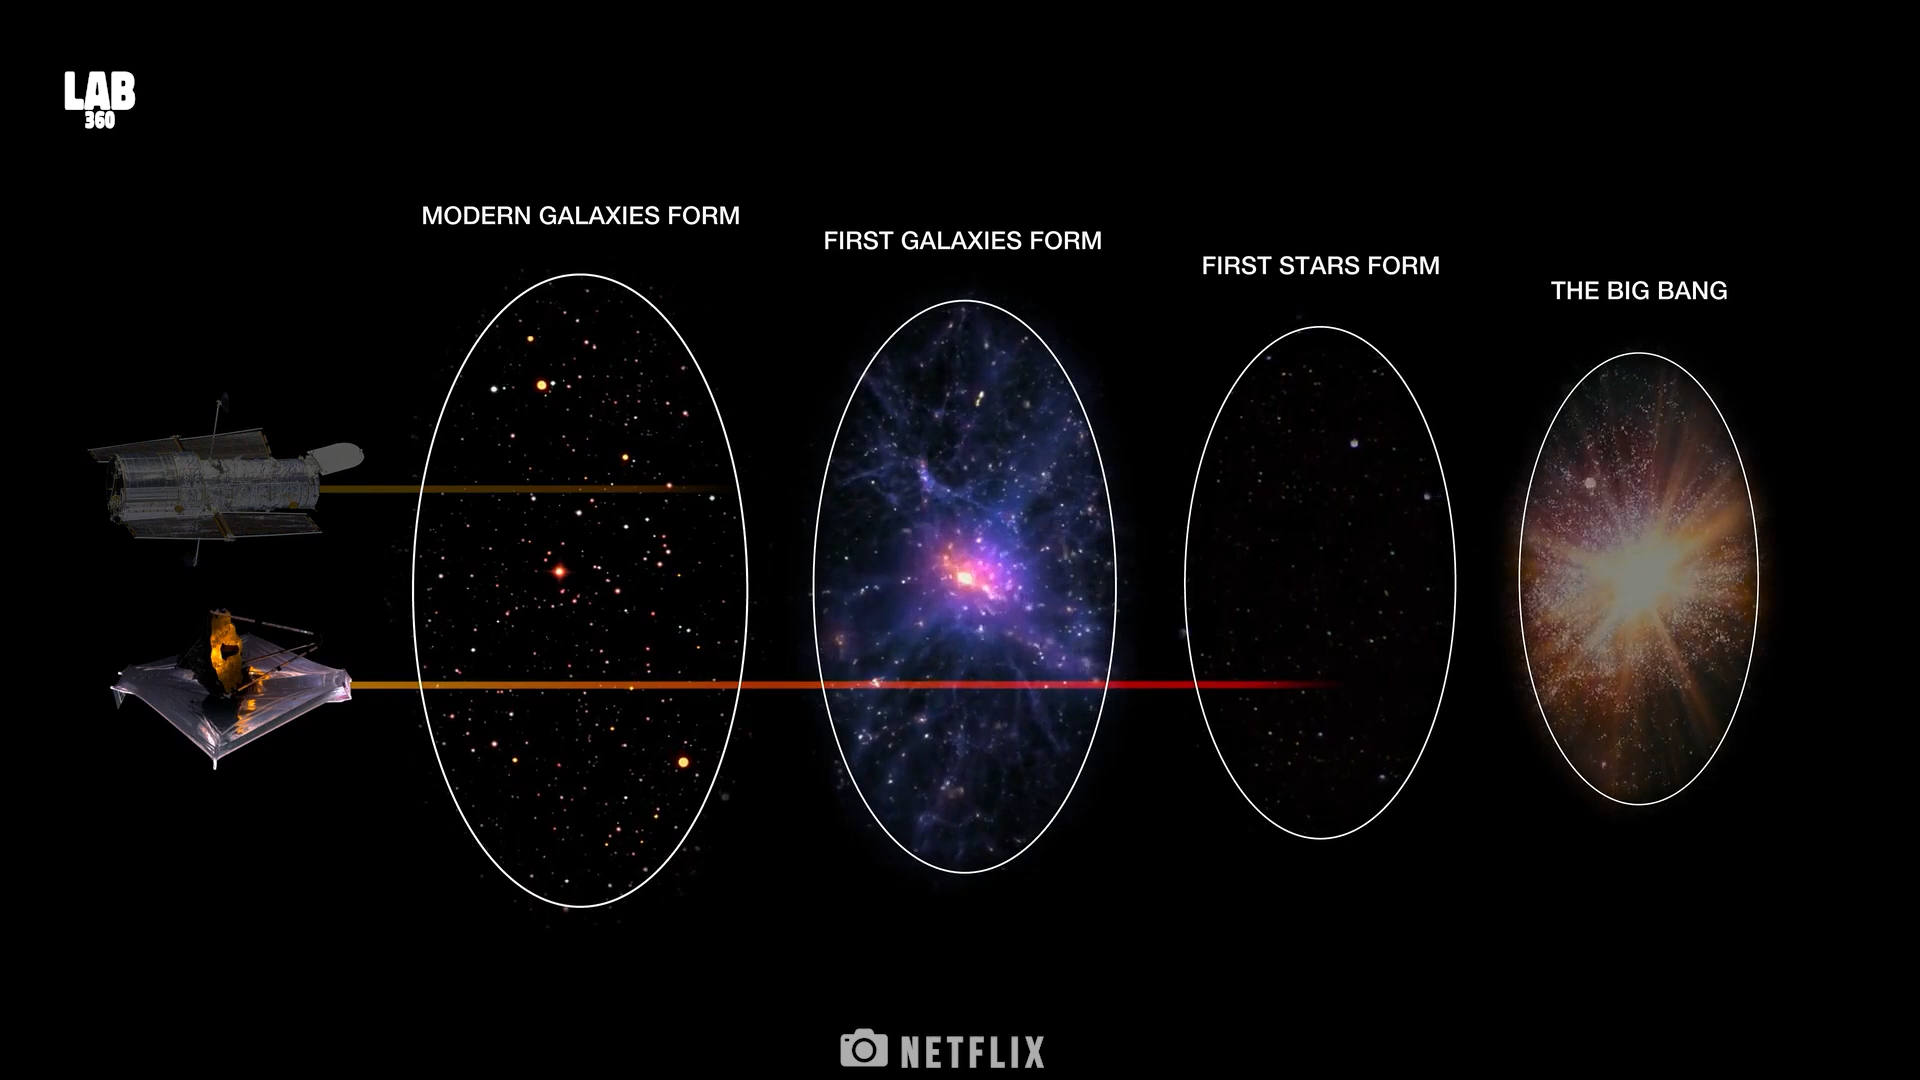 LAB
360
MODERN GALAXIES FORM
FIRST GALAXIES FORM
FIRST STARS FORM
THE BIG BANG
NETFLIX